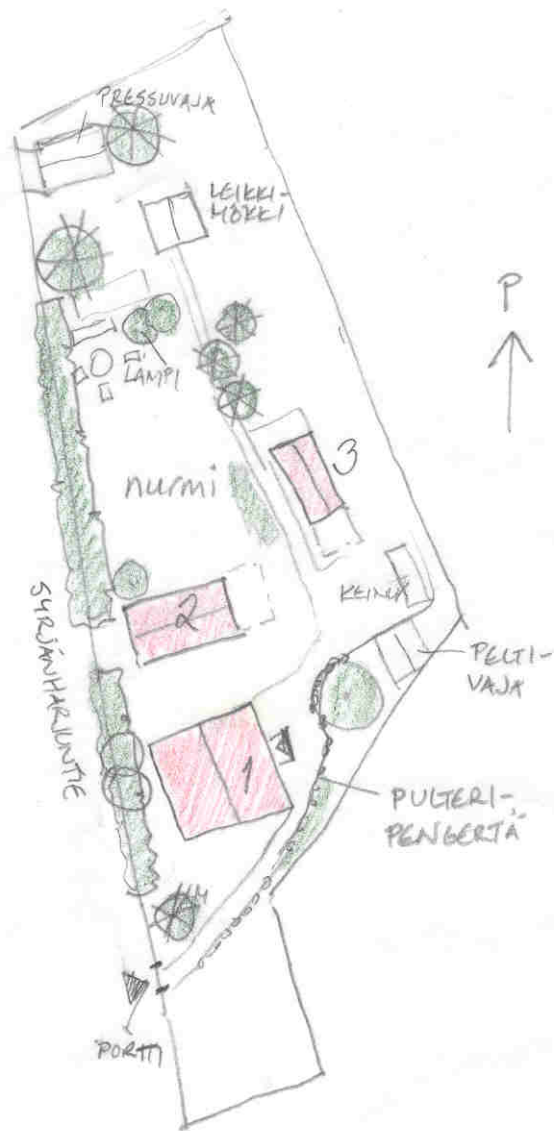 PRESSUVAJA
LEIKKI-
MÖKKI
P
LAMPI
3
nurmi
KEINU
2
PELTI-
VAJA
SYRJÄNHARJUNTIE
1
PULTERI-
PENGERTÄ
PORTTI